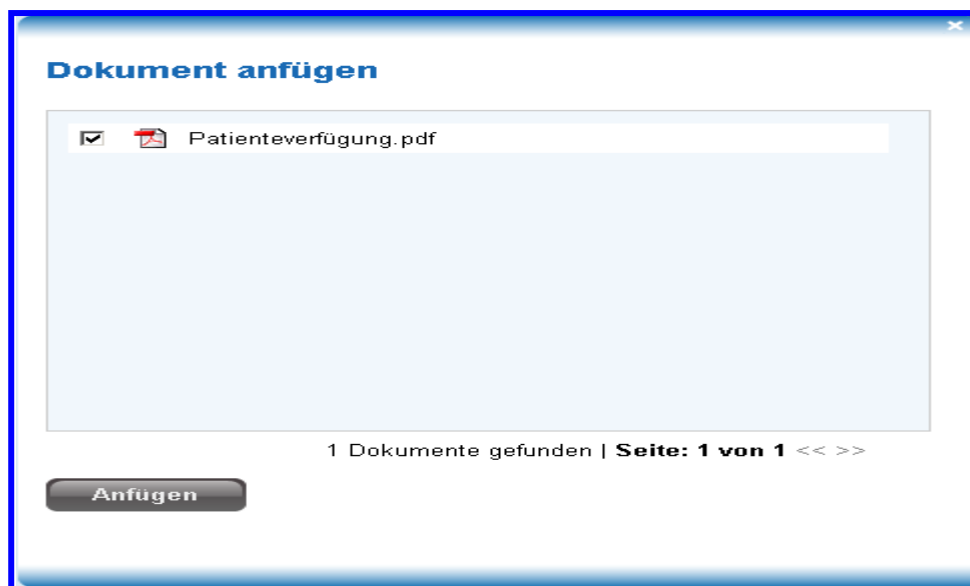 Dokument anfügen
Patienteverfügung.pdf
1 Dokumente gefunden | Seite: 1 von 1 << >>
Anfügen